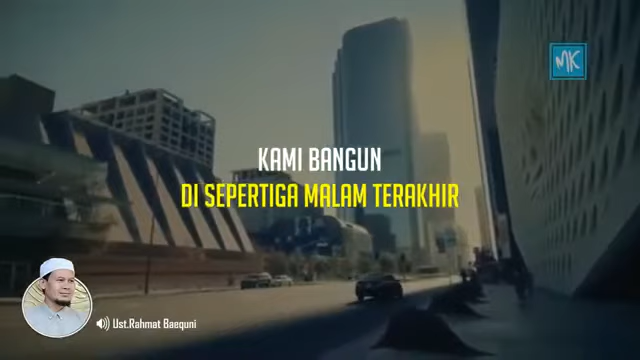 MK
KAMI BANGUN
DI SEPERTIGA MALAM TERAKHIR
Ust.Rahmat Baequni